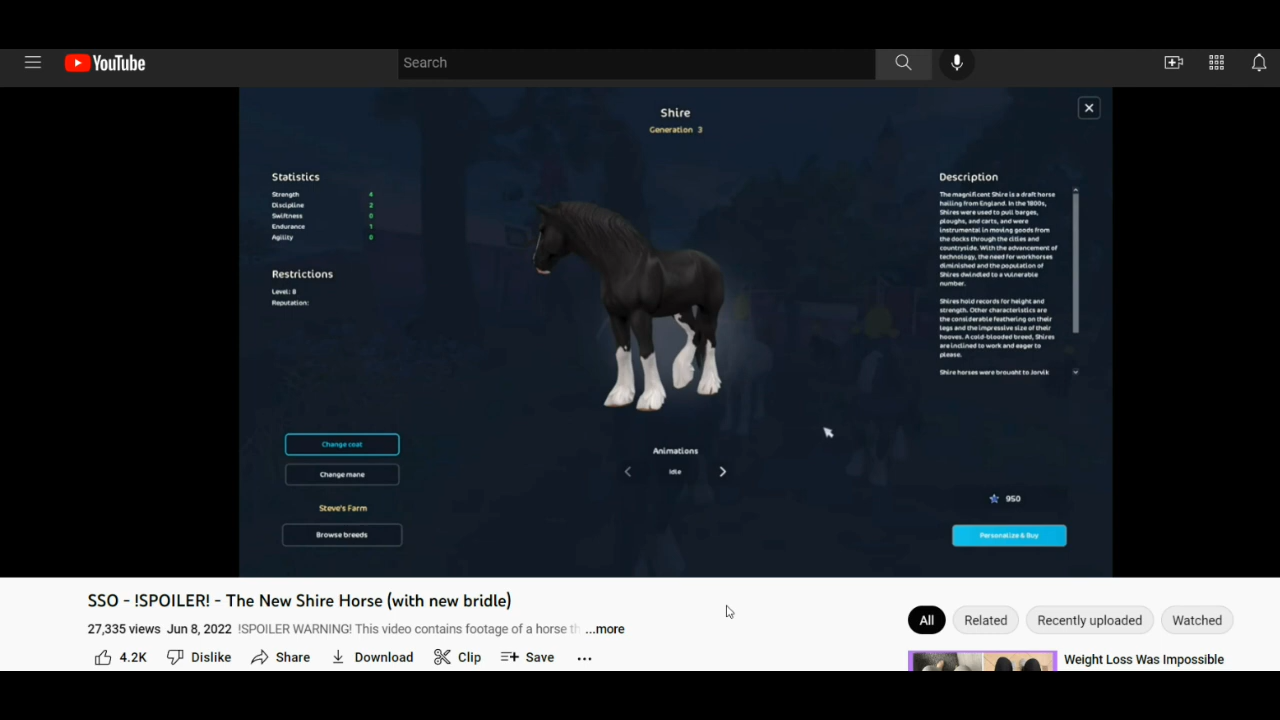 YouTube
Search
Shire
Generation 3
Statistics
Strength 4
Discipline 2
Swiftness 0
Endurance 1
Agility 0
Restrictions
Level: 8
Reputation:
Change coat
Change mane
Steve's Farm
Browse breeds
Animations
Idle
Description
The magnificent Shire is a draft horse
hailing from England. In the 1800s,
Shires were used to pull barges,
ploughs, and carts, and were
instrumental in moving goods from
the docks through the cities and
countryside. With the advancement of
technology, the need for workhorses
diminished and the population of
Shires dwindled to a vulnerable
number.
Shires hold records for height and
strength. Other characteristics are
the considerable feathering on their
legs and the impressive size of their
hooves. A cold-blooded breed, Shires
are inclined to work and eager to
please.
Shire horses were brought to Jorvik
950
Personalize & Buy
SSO - !SPOILER! - The New Shire Horse (with new bridle)
27,335 views Jun 8, 2022 !SPOILER WARNING! This video contains footage of a horse th ...more
4.2K Dislike Share Download Clip Save
All Related Recently uploaded Watched
Weight Loss Was Impossible